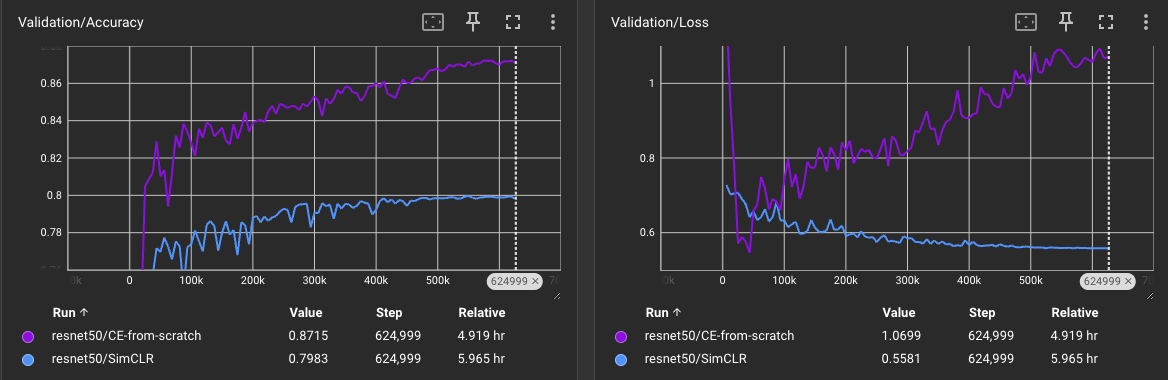 Validation/Accuracy
0.86
0.84
0.82
0.8
0.78
0k 0 100k 200k 300k 400k 500k 624999 ×
Run ↑ Value Step Relative
resnet50/CE-from-scratch 0.8715 624,999 4.919 hr
resnet50/SimCLR 0.7983 624,999 5.965 hr
Validation/Loss
1
0.8
0.6
0k 0 100k 200k 300k 400k 500k 624999 ×
Run ↑ Value Step Relative
resnet50/CE-from-scratch 1.0699 624,999 4.919 hr
resnet50/SimCLR 0.5581 624,999 5.965 hr